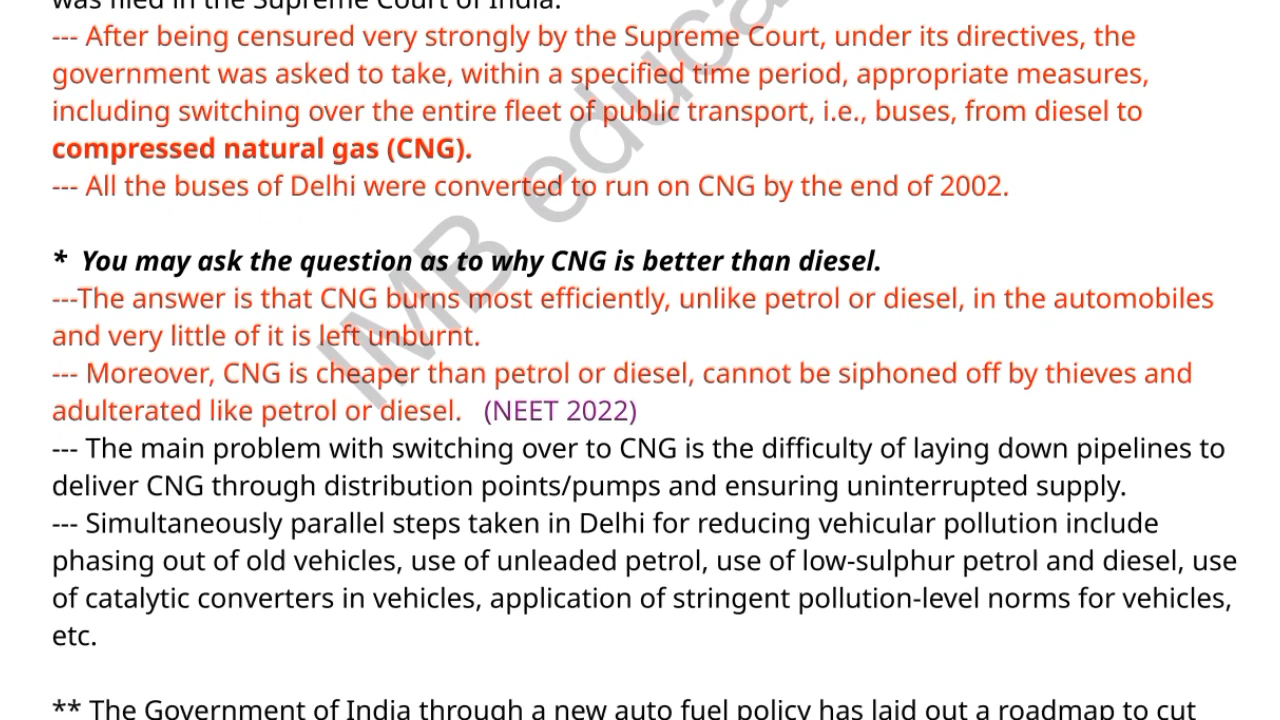 was filed in the Supreme Court of India.
--- After being censured very strongly by the Supreme Court, under its directives, the
government was asked to take, within a specified time period, appropriate measures,
including switching over the entire fleet of public transport, i.e., buses, from diesel to
compressed natural gas (CNG).
--- All the buses of Delhi were converted to run on CNG by the end of 2002.
* You may ask the question as to why CNG is better than diesel.
---The answer is that CNG burns most efficiently, unlike petrol or diesel, in the automobiles
and very little of it is left unburnt.
--- Moreover, CNG is cheaper than petrol or diesel, cannot be siphoned off by thieves and
adulterated like petrol or diesel. (NEET 2022)
--- The main problem with switching over to CNG is the difficulty of laying down pipelines to
deliver CNG through distribution points/pumps and ensuring uninterrupted supply.
--- Simultaneously parallel steps taken in Delhi for reducing vehicular pollution include
phasing out of old vehicles, use of unleaded petrol, use of low-sulphur petrol and diesel, use
of catalytic converters in vehicles, application of stringent pollution-level norms for vehicles,
etc.
** The Government of India through a new auto fuel policy has laid out a roadmap to cut
IMB educa